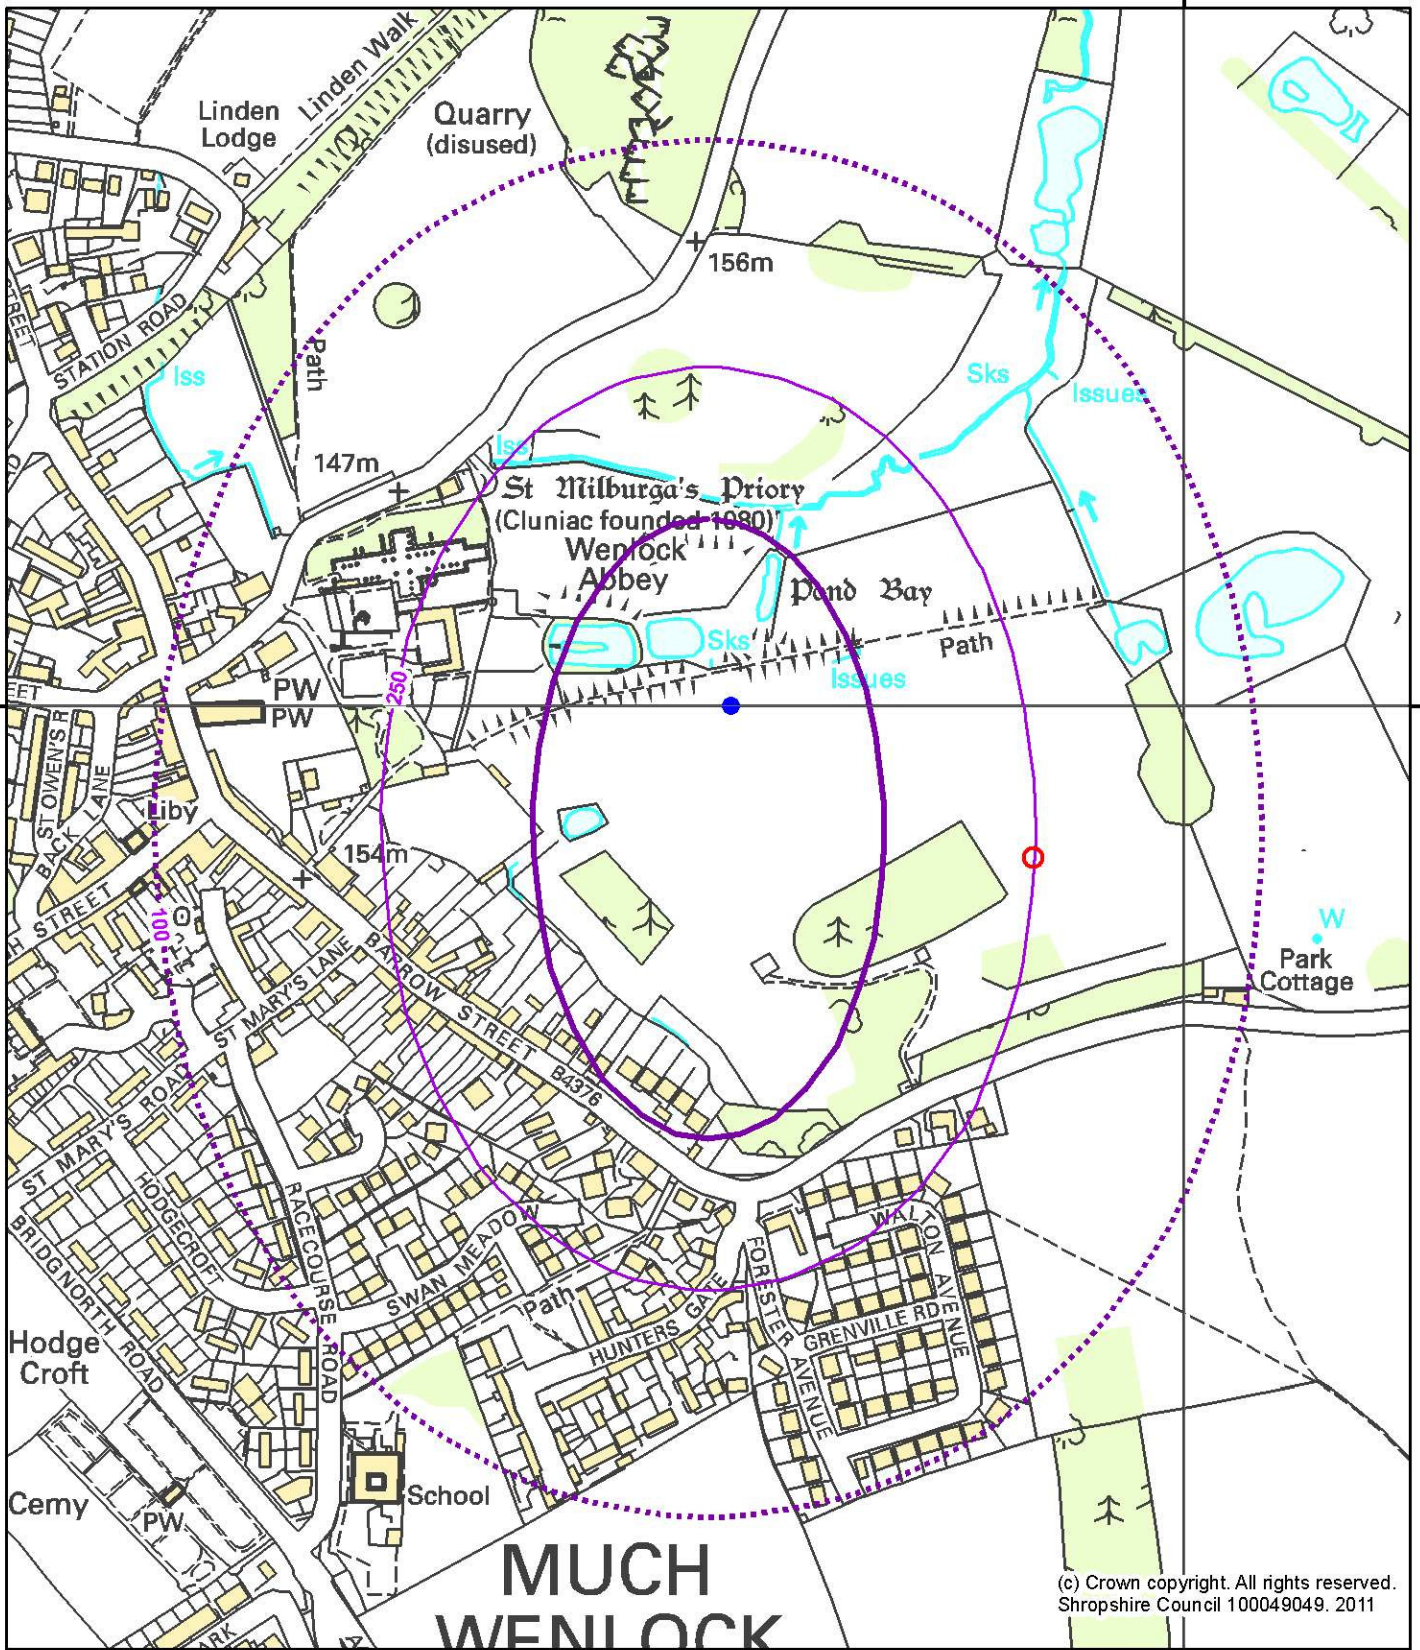 Linden Walk
Linden
Lodge
Quarry
(disused)
156m
STATION ROAD
Path
Iss
Sks
Issues
147m
Iss
St Milburga's Priory
(Cluniac founded 1080)
Wenlock
Abbey
Pond Bay
Sks
Path
Issues
250
PW
PW
ST OWEN'S R
BACK LANE
Liby
154m
STREET
100
W
Park
Cottage
BARROW STREET
ST MARY'S LANE
B4376
ST MARY'S ROAD
HODGECROFT
RACECOURSE ROAD
BRIDGNORTH ROAD
SWAN MEADOW
WALTON AVENUE
FORESTER AVENUE
GRENVILLE RD
Path
HUNTERS GATE
Hodge
Croft
School
Cemy
PW
MUCH
WENLOCK
(c) Crown copyright. All rights reserved.
Shropshire Council 100049049. 2011